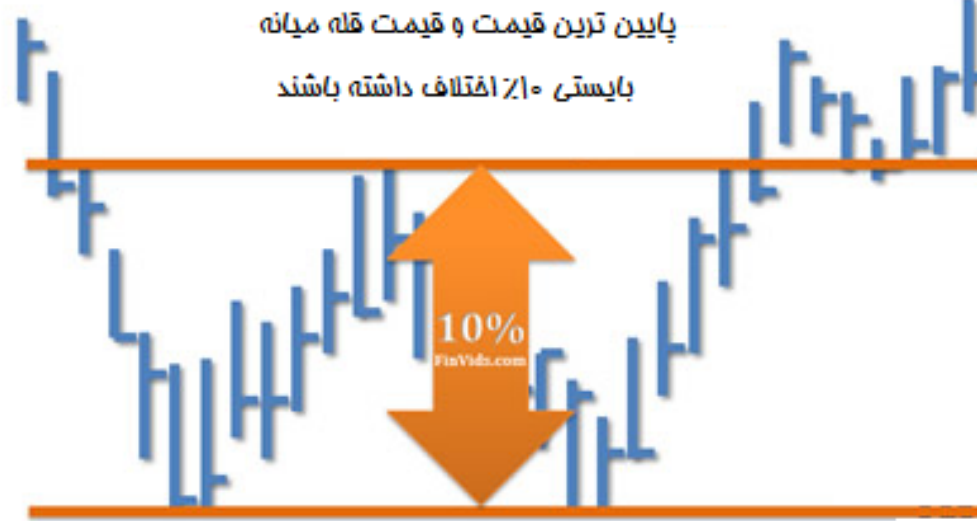 پایین ترین قیمت و قیمت قله میانه
بایستی ۱۰٪ اختلاف داشته باشند
10%
FinVids.com